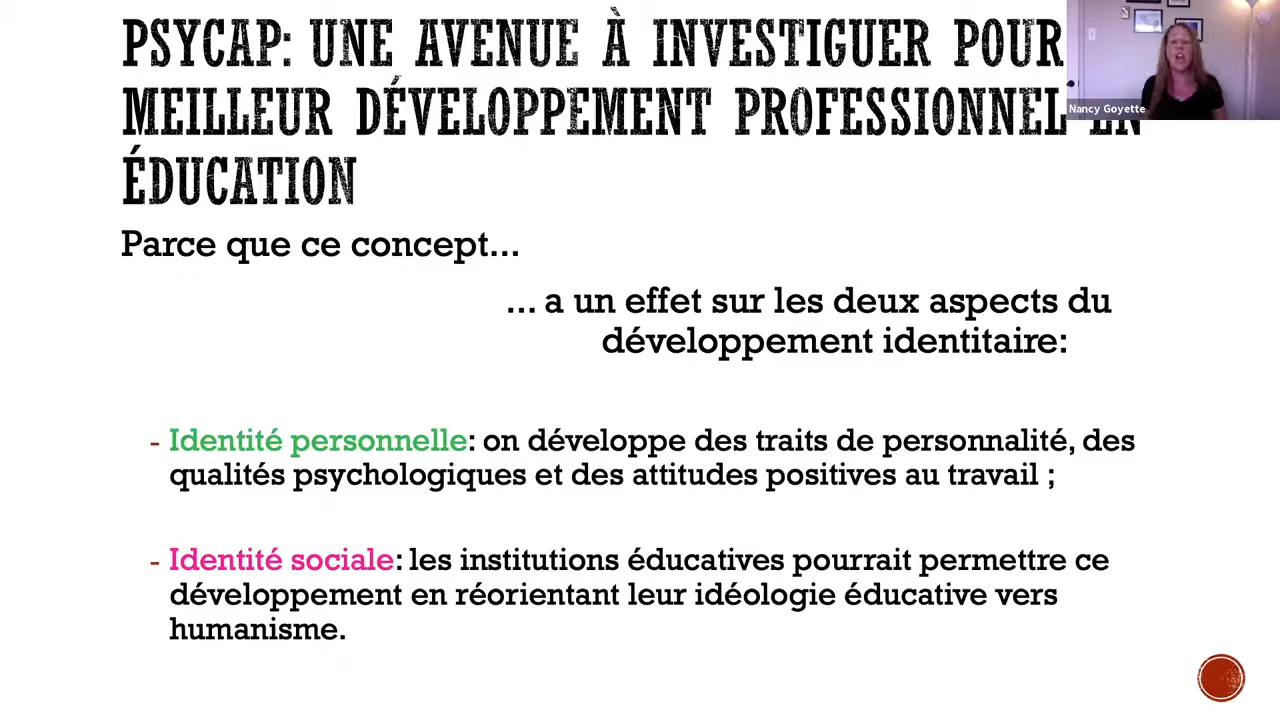 PSYCAP: UNE AVENUE À INVESTIGUER POUR
MEILLEUR DÉVELOPPEMENT PROFESSIONNEL EN
ÉDUCATION
Nancy Goyette
Parce que ce concept...
... a un effet sur les deux aspects du
développement identitaire:
- Identité personnelle: on développe des traits de personnalité, des
qualités psychologiques et des attitudes positives au travail ;
- Identité sociale: les institutions éducatives pourrait permettre ce
développement en réorientant leur idéologie éducative vers
humanisme.